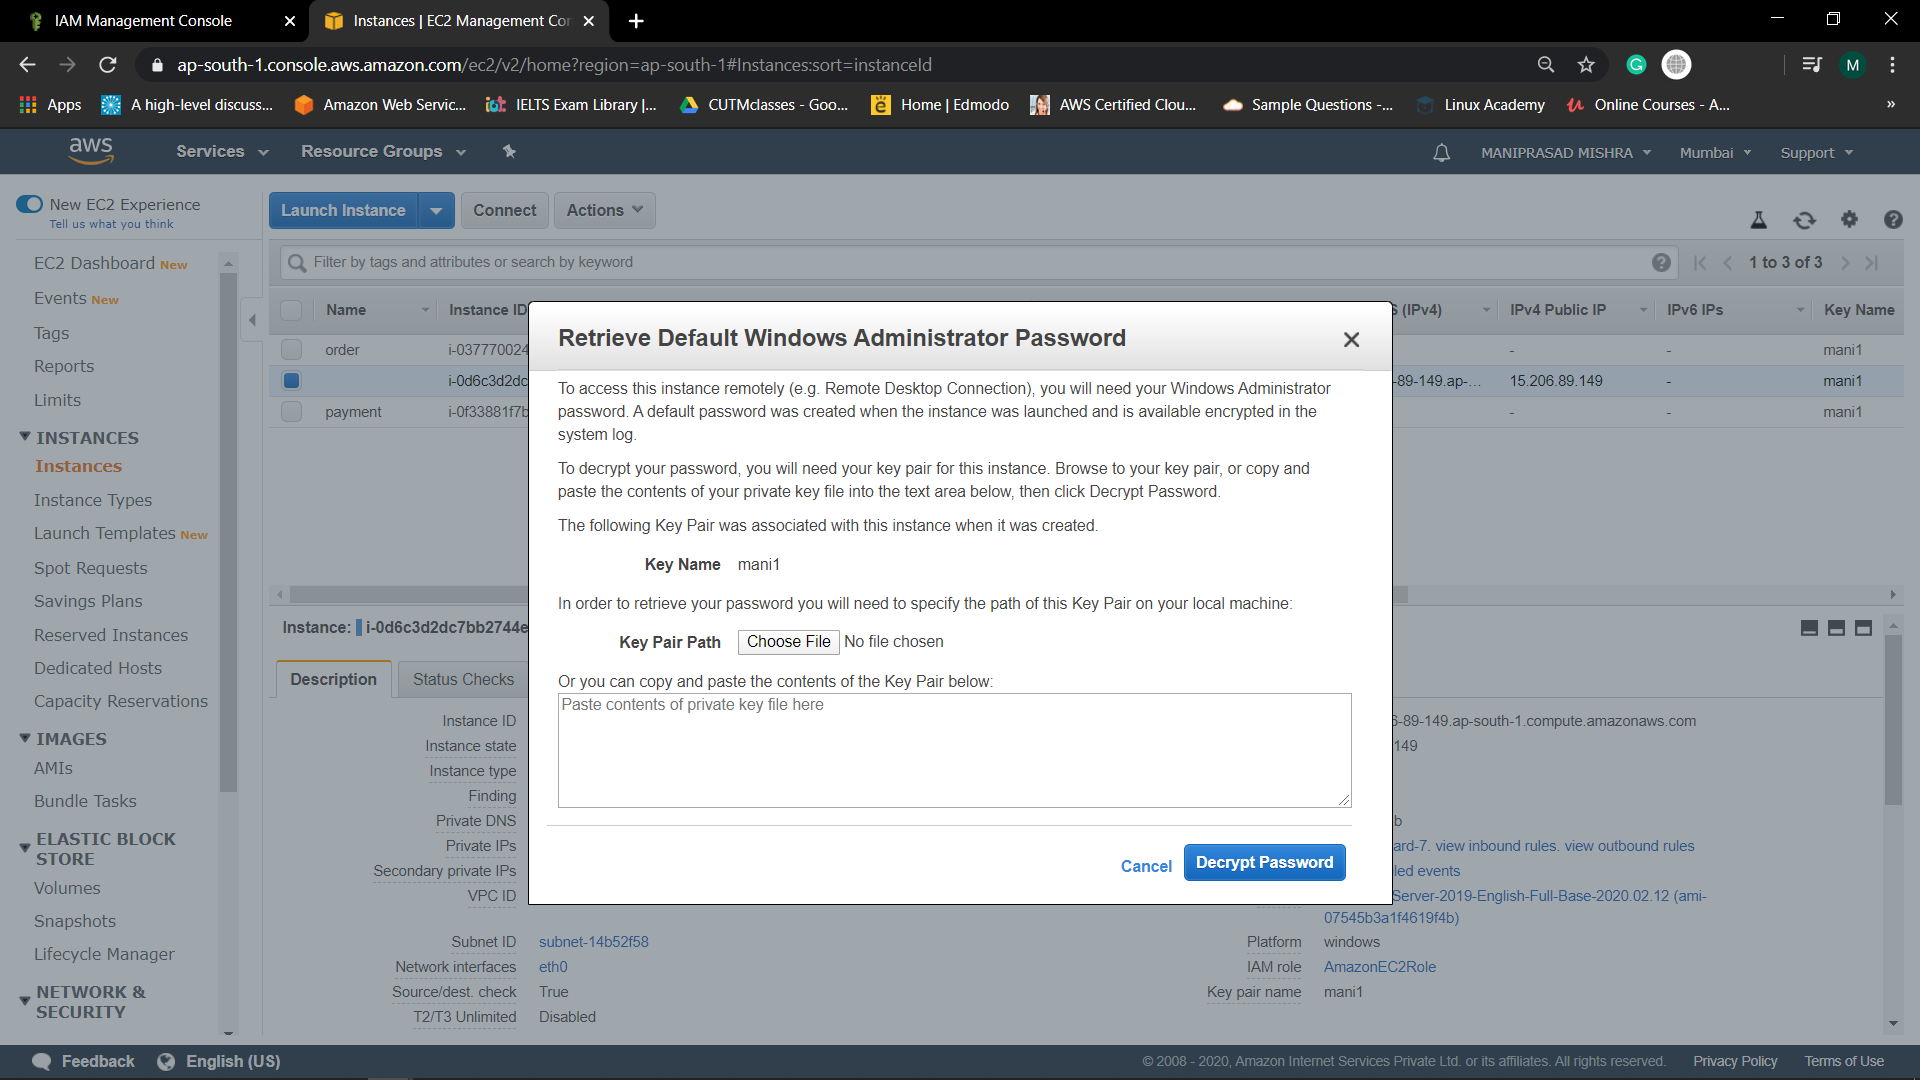 IAM Management Console
Instances | EC2 Management Con
ap-south-1.console.aws.amazon.com/ec2/v2/home?region=ap-south-1#Instances:sort=instanceId
M
Apps
A high-level discuss...
Amazon Web Servic...
IELTS Exam Library |...
CUTMclasses - Goo...
Home | Edmodo
AWS Certified Clou...
Sample Questions -...
Linux Academy
Online Courses - A...
»
aws
Services
Resource Groups
MANIPRASAD MISHRA
Mumbai
Support
New EC2 Experience
Tell us what you think
Launch Instance
Connect
Actions
Filter by tags and attributes or search by keyword
1 to 3 of 3
EC2 Dashboard New
Events New
Tags
Reports
Limits
INSTANCES
Instances
Instance Types
Launch Templates New
Spot Requests
Savings Plans
Reserved Instances
Dedicated Hosts
Capacity Reservations
IMAGES
AMIs
Bundle Tasks
ELASTIC BLOCK
STORE
Volumes
Snapshots
Lifecycle Manager
NETWORK &
SECURITY
Name Instance ID (IPv4) IPv4 Public IP IPv6 IPs Key Name
order i-037770024 - - mani1
i-0d6c3d2dc -89-149.ap-... 15.206.89.149 - mani1
payment i-0f33881f7b - - mani1
Retrieve Default Windows Administrator Password
To access this instance remotely (e.g. Remote Desktop Connection), you will need your Windows Administrator
password. A default password was created when the instance was launched and is available encrypted in the
system log.
To decrypt your password, you will need your key pair for this instance. Browse to your key pair, or copy and
paste the contents of your private key file into the text area below, then click Decrypt Password.
The following Key Pair was associated with this instance when it was created.
Key Name mani1
In order to retrieve your password you will need to specify the path of this Key Pair on your local machine:
Key Pair Path Choose File No file chosen
Or you can copy and paste the contents of the Key Pair below:
Paste contents of private key file here
Cancel
Decrypt Password
Instance: i-0d6c3d2dc7bb2744e
Description
Status Checks
Instance ID
Instance state
Instance type
Finding
Private DNS
Private IPs
Secondary private IPs
VPC ID
Subnet ID subnet-14b52f58
Network interfaces eth0
Source/dest. check True
T2/T3 Unlimited Disabled
-89-149.ap-south-1.compute.amazonaws.com
149
b
ard-7. view inbound rules. view outbound rules
led events
Server-2019-English-Full-Base-2020.02.12 (ami-
07545b3a1f4619f4b)
Platform windows
IAM role AmazonEC2Role
Key pair name mani1
Feedback
English (US)
© 2008 - 2020, Amazon Internet Services Private Ltd. or its affiliates. All rights reserved.
Privacy Policy
Terms of Use